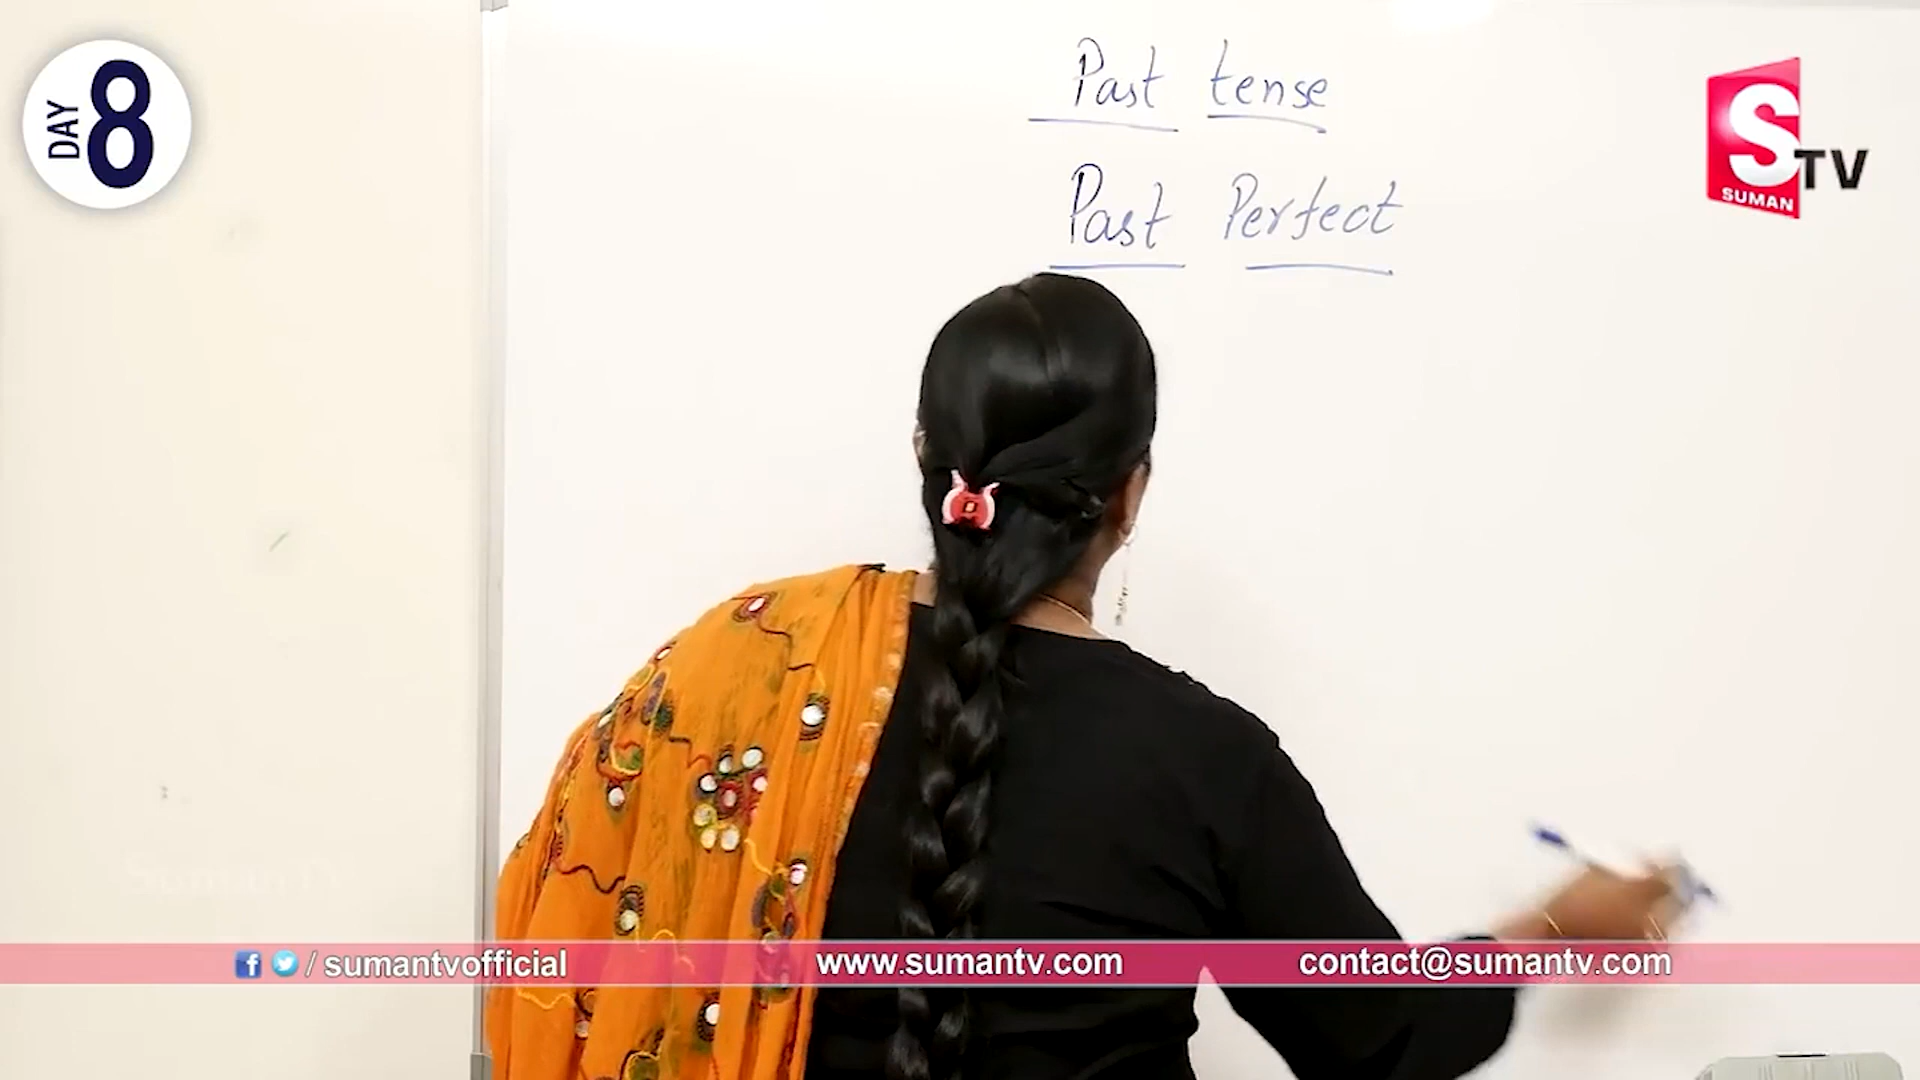 DAY 8
Past tense
S TV
SUMAN
Past Perfect
/ sumantvofficial
www.sumantv.com
contact@sumantv.com